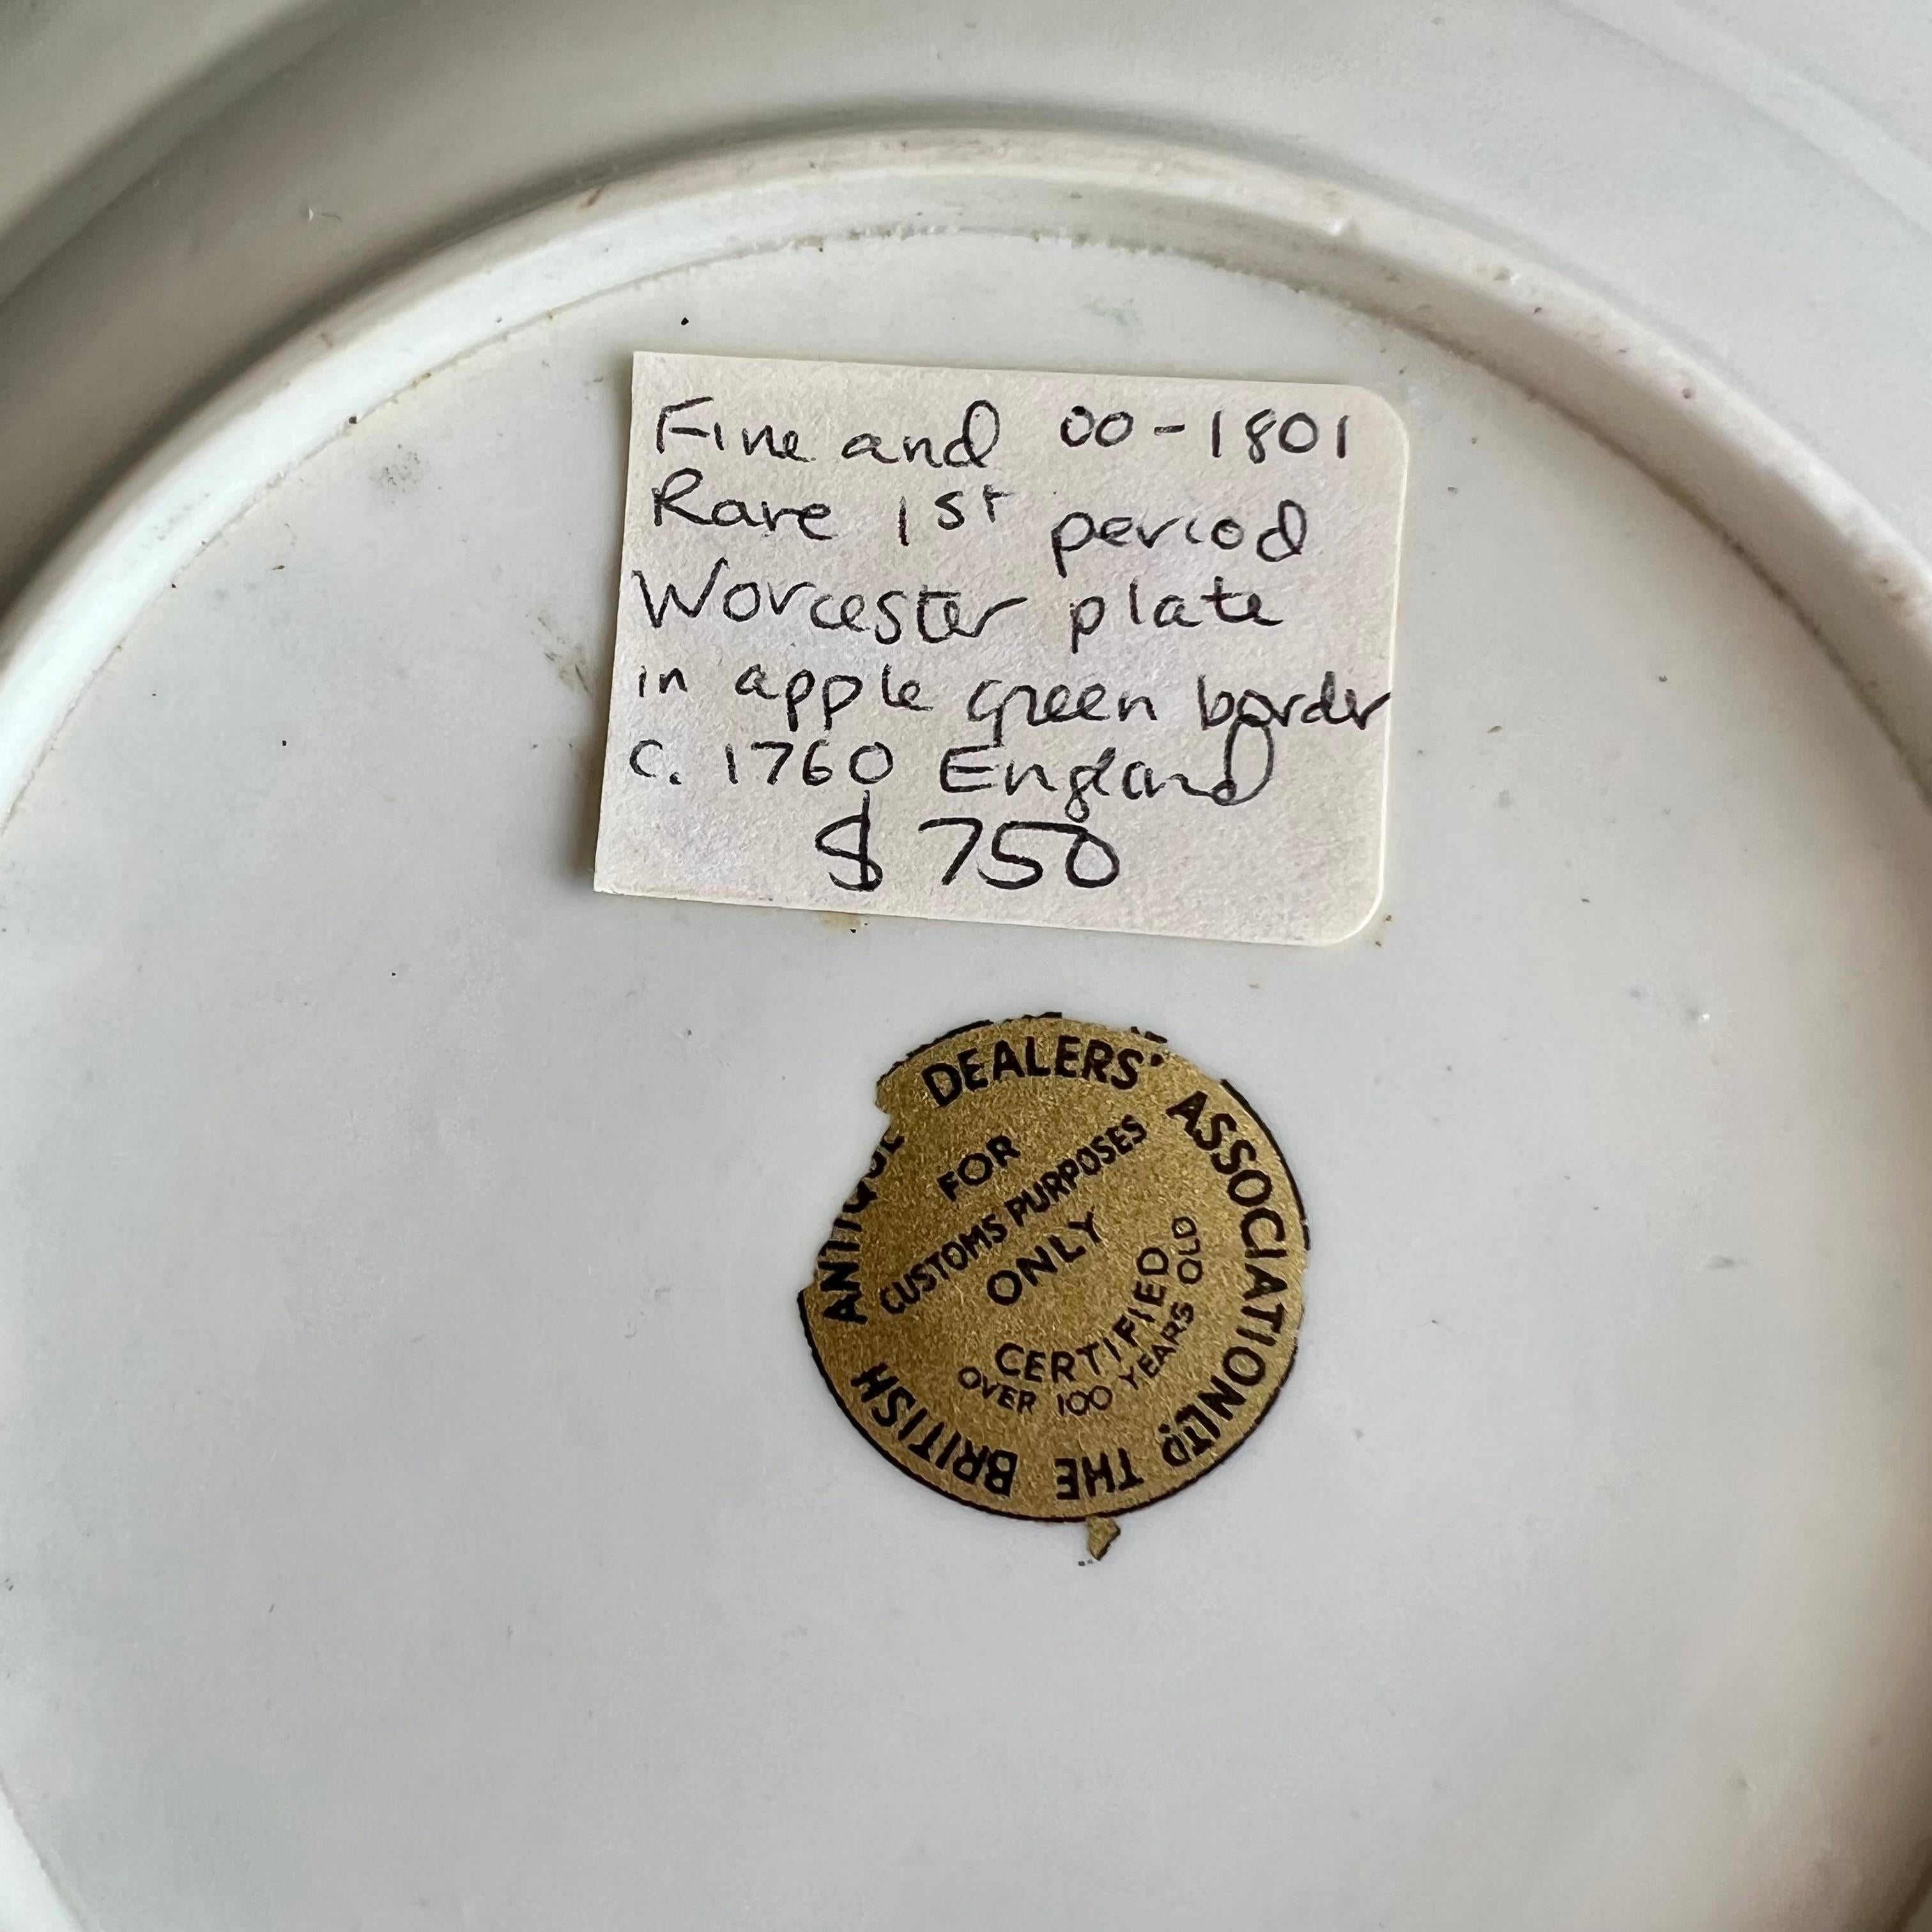 Fine and 00-1801
Rare 1st period
Worcester plate
in apple green border
c. 1760 England
$750
THE BRITISH ANTIQUE DEALERS' ASSOCIATION LTD.
FOR
CUSTOMS PURPOSES
ONLY
CERTIFIED
OVER 100 YEARS OLD